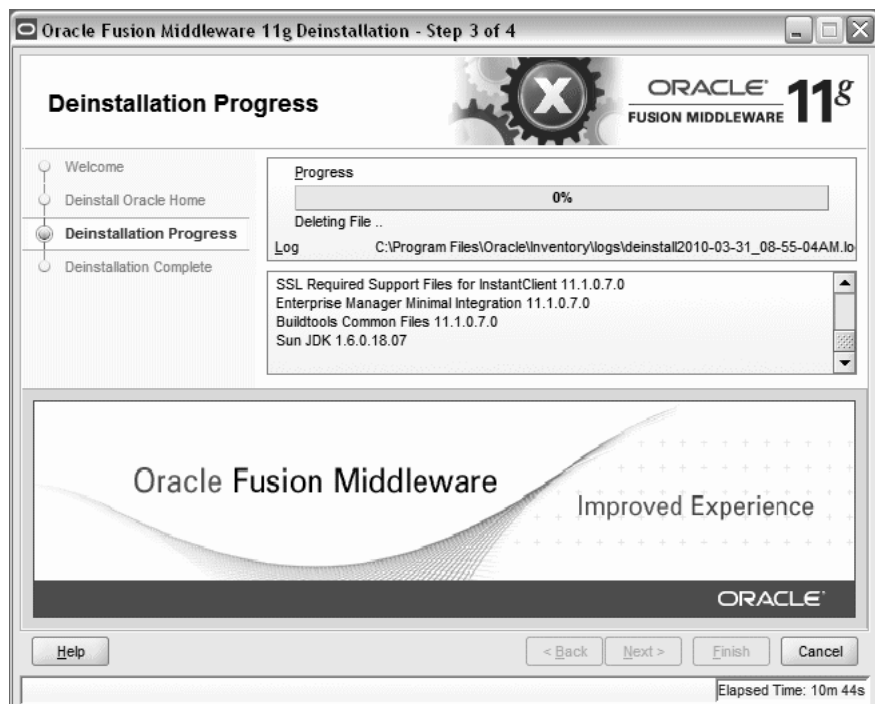 Oracle Fusion Middleware 11g Deinstallation - Step 3 of 4
Deinstallation Progress
X
ORACLE
FUSION MIDDLEWARE
11g
Welcome
Deinstall Oracle Home
Deinstallation Progress
Deinstallation Complete
Progress
0%
Deleting File ..
Log C:\Program Files\Oracle\Inventory\logs\deinstall2010-03-31_08-55-04AM.lo
SSL Required Support Files for InstantClient 11.1.0.7.0
Enterprise Manager Minimal Integration 11.1.0.7.0
Buildtools Common Files 11.1.0.7.0
Sun JDK 1.6.0.18.07
Oracle Fusion Middleware
Improved Experience
ORACLE
Help
< Back
Next >
Finish
Cancel
Elapsed Time: 10m 44s